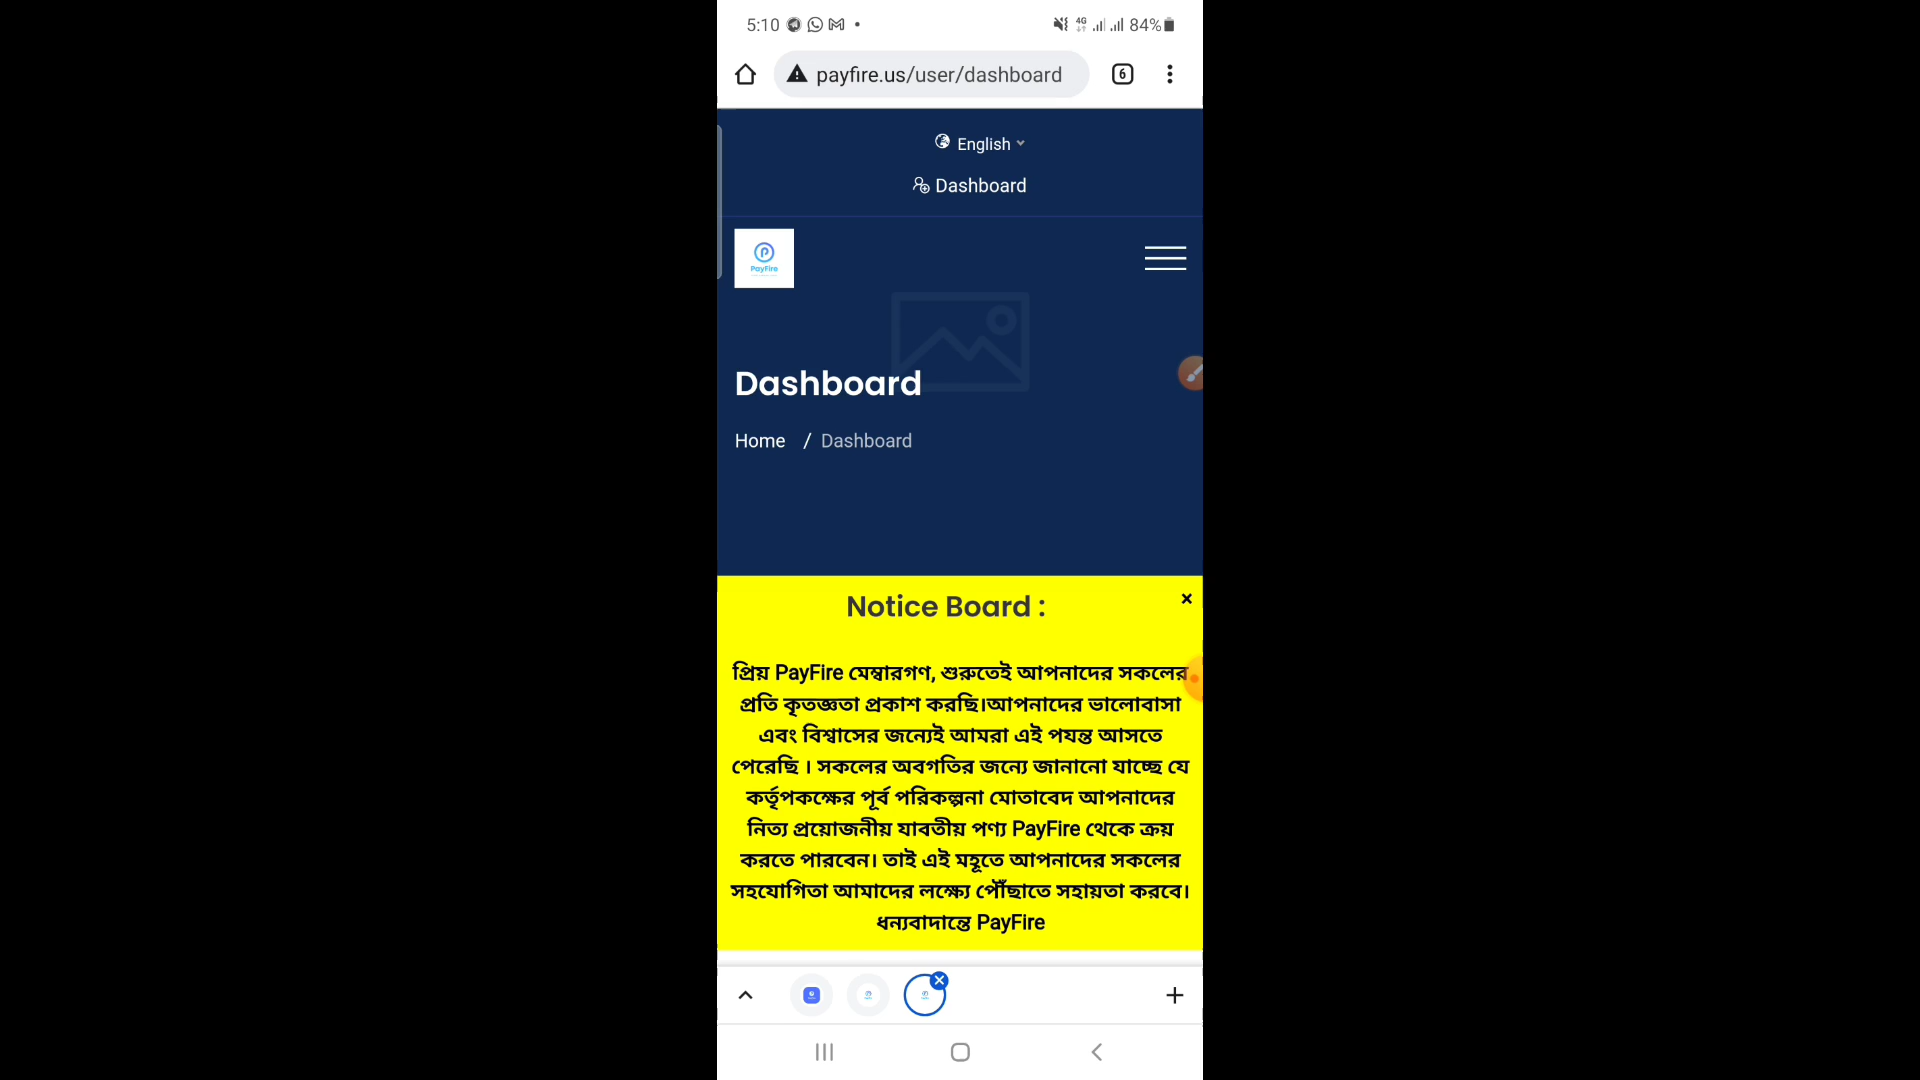 5:10
4G
84%
payfire.us/user/dashboard
6
English
Dashboard
PayFire
Dashboard
Home / Dashboard
Notice Board :
প্রিয় PayFire মেম্বারগণ, শুরুতেই আপনাদের সকলের
প্রতি কৃতজ্ঞতা প্রকাশ করছি।আপনাদের ভালোবাসা
এবং বিশ্বাসের জন্যেই আমরা এই পযন্ত আসতে
পেরেছি । সকলের অবগতির জন্যে জানানো যাচ্ছে যে
কর্তৃপকক্ষের পূর্ব পরিকল্পনা মোতাবেদ আপনাদের
নিত্য প্রয়োজনীয় যাবতীয় পণ্য PayFire থেকে ক্রয়
করতে পারবেন। তাই এই মহূতে আপনাদের সকলের
সহযোগিতা আমাদের লক্ষ্যে পৌঁছাতে সহায়তা করবে।
ধন্যবাদান্তে PayFire